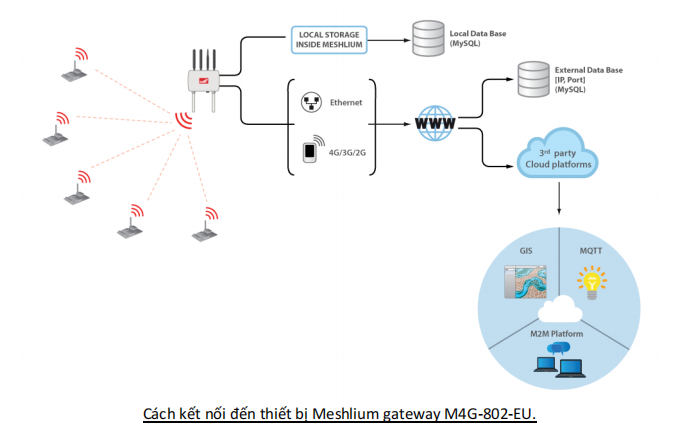 LOCAL STORAGE
INSIDE MESHLIUM
Local Data Base
(MySQL)
External Data Base
[IP, Port]
(MySQL)
Ethernet
4G/3G/2G
WWW
3rd party
Cloud platforms
GIS
MQTT
M2M Platform
Cách kết nối đến thiết bị Meshlium gateway M4G-802-EU.